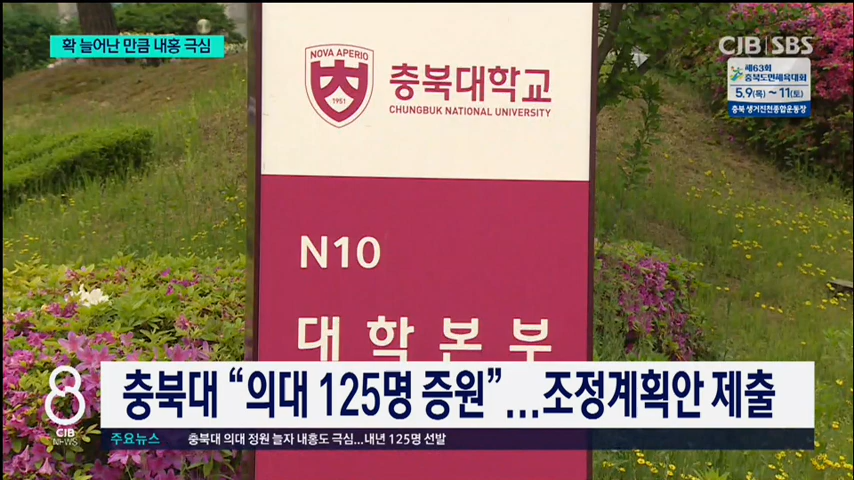 확 늘어난 만큼 내홍 극심
CJB SBS
제63회
충북도민체육대회
5.9(목) ~ 11(토)
충북 생거진천종합운동장
NOVA APERIO
1951
충북대학교
CHUNGBUK NATIONAL UNIVERSITY
N10
대학본부
충북대 “의대 125명 증원”...조정계획안 제출
8
CJB
NEWS
주요뉴스 충북대 의대 정원 늘자 내홍도 극심...내년 125명 선발